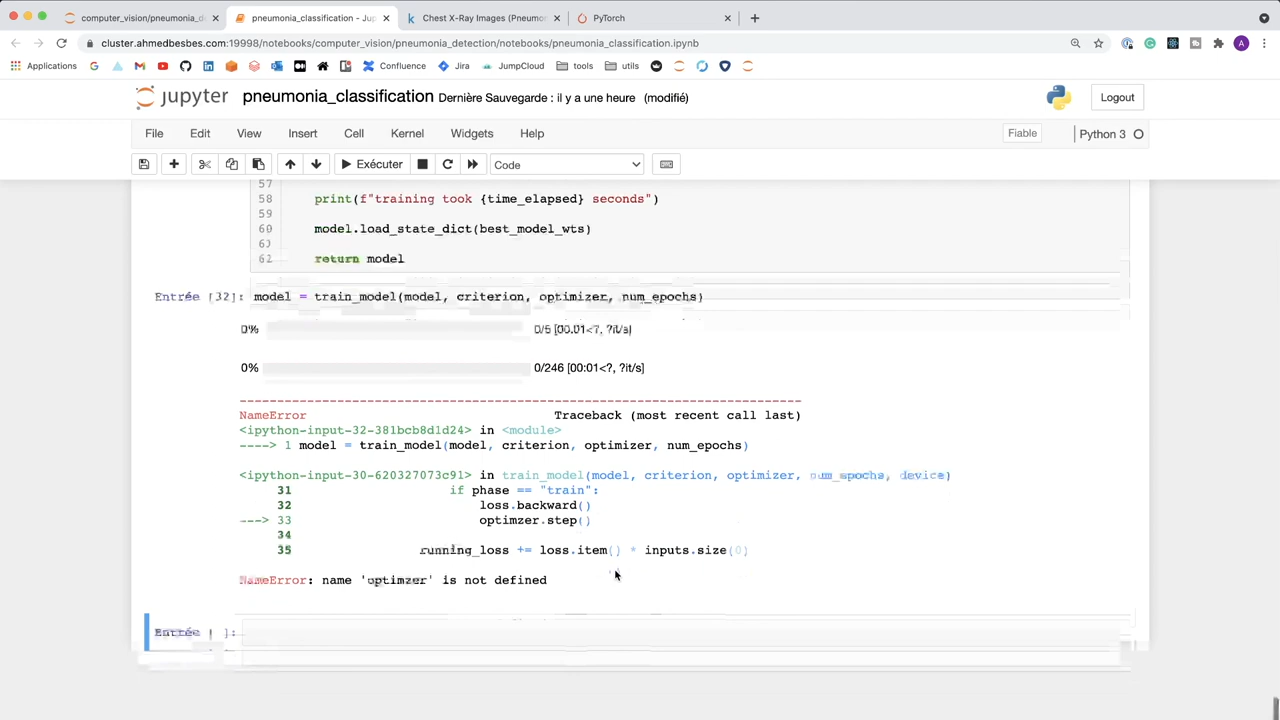 computer_vision/pneumonia_d
pneumonia_classification - Jup
Chest X-Ray Images (Pneumon
PyTorch
cluster.ahmedbesbes.com:19998/notebooks/computer_vision/pneumonia_detection/notebooks/pneumonia_classification.ipynb
A
Applications
Confluence
Jira
JumpCloud
tools
utils
jupyter pneumonia_classification Dernière Sauvegarde : il y a une heure (modifié)
Logout
File Edit View Insert Cell Kernel Widgets Help
Fiable
Python 3
Exécuter
Code
57
58 print(f"training took {time_elapsed} seconds")
59
60 model.load_state_dict(best_model_wts)
61
62 return model
Entrée [32]: model = train_model(model, criterion, optimizer, num_epochs)
0% 0/5 [00:01<?, ?it/s]
0% 0/246 [00:01<?, ?it/s]
---------------------------------------------------------------------------
NameError Traceback (most recent call last)
<ipython-input-32-381bcb8d1d24> in <module>
----> 1 model = train_model(model, criterion, optimizer, num_epochs)
<ipython-input-30-620327073c91> in train_model(model, criterion, optimizer, num_epochs, device)
31 if phase == "train":
32 loss.backward()
---> 33 optimzer.step()
34
35 running_loss += loss.item() * inputs.size(0)
NameError: name 'optimzer' is not defined
Entrée [ ]: